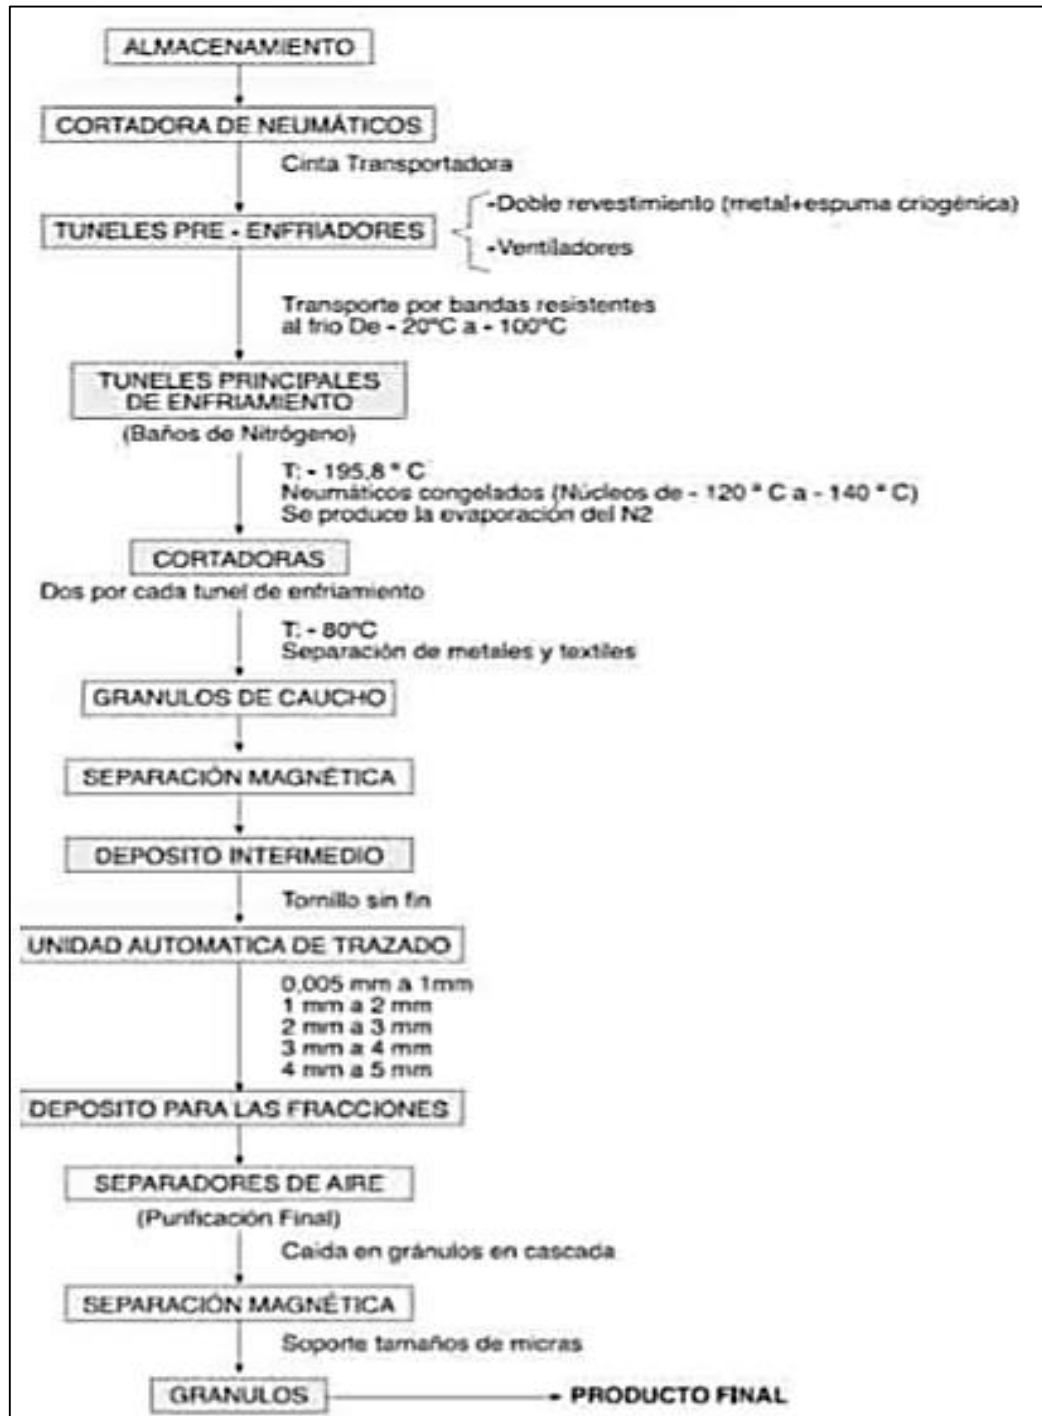 ALMACENAMIENTO
CORTADORA DE NEUMÁTICOS
Cinta Transportadora
TUNELES PRE - ENFRIADORES
-Doble revestimiento (metal+espuma criogénica)
-Ventiladores
Transporte por bandas resistentes
al frio De - 20°C a - 100°C
TUNELES PRINCIPALES
DE ENFRIAMIENTO
(Baños de Nitrógeno)
T: - 195,8 ° C
Neumáticos congelados (Núcleos de - 120 ° C a - 140 ° C)
Se produce la evaporación del N2
CORTADORAS
Dos por cada tunel de enfriamiento
T: - 80°C
Separación de metales y textiles
GRANULOS DE CAUCHO
SEPARACIÓN MAGNÉTICA
DEPOSITO INTERMEDIO
Tornillo sin fin
UNIDAD AUTOMATICA DE TRAZADO
0,005 mm a 1mm
1 mm a 2 mm
2 mm a 3 mm
3 mm a 4 mm
4 mm a 5 mm
DEPOSITO PARA LAS FRACCIONES
SEPARADORES DE AIRE
(Purificación Final)
Caida en gránulos en cascada
SEPARACIÓN MAGNÉTICA
Soporte tamaños de micras
GRANULOS
PRODUCTO FINAL